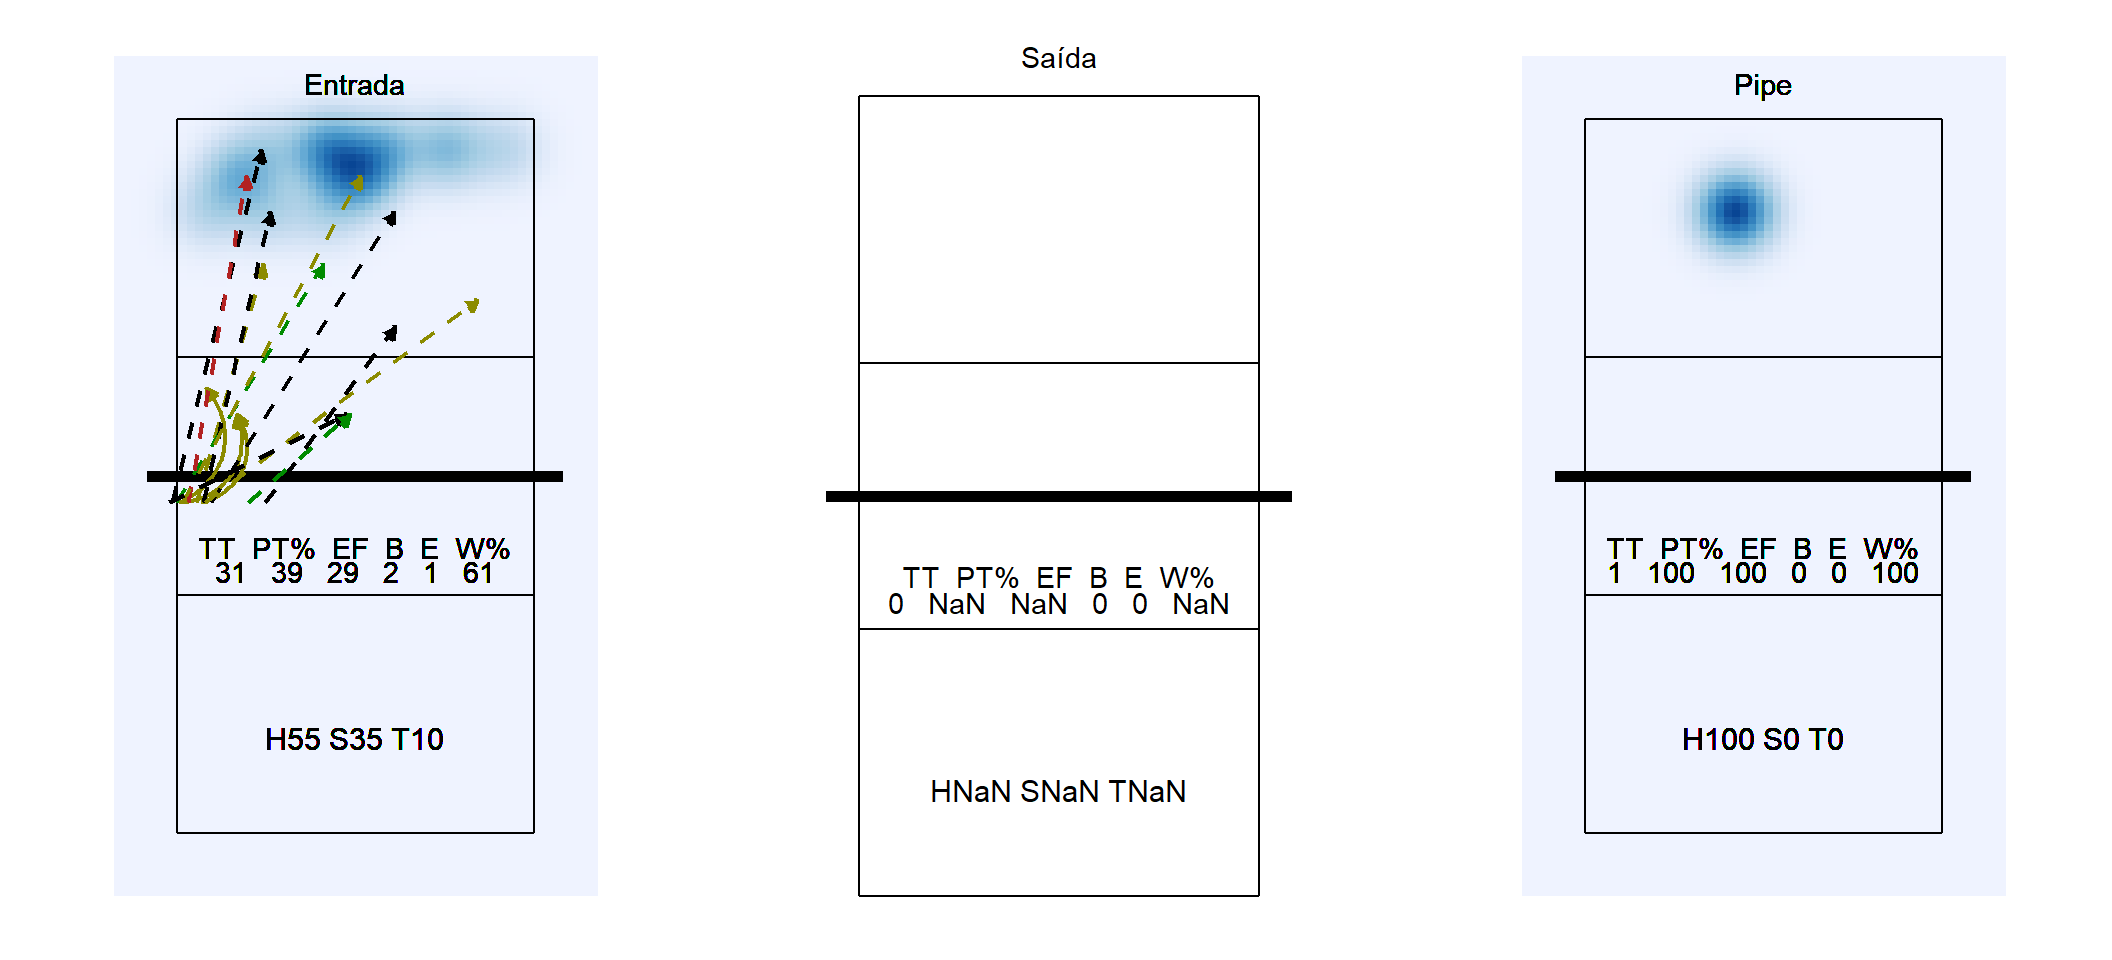 Entrada
TT PT% EF B E W%
31 39 29 2 1 61
H55 S35 T10
Saída
TT PT% EF B E W%
0 NaN NaN 0 0 NaN
HNaN SNaN TNaN
Pipe
TT PT% EF B E W%
1 100 100 0 0 100
H100 S0 T0